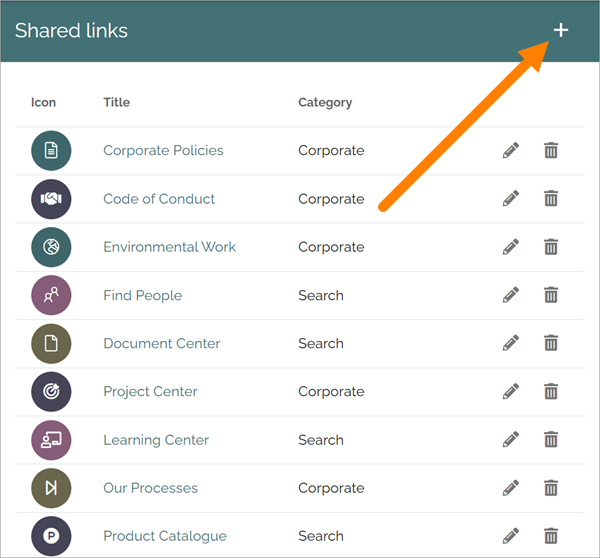 Shared links +
Icon Title Category
Corporate Policies Corporate
Code of Conduct Corporate
Environmental Work Corporate
Find People Search
Document Center Search
Project Center Corporate
Learning Center Search
Our Processes Corporate
P Product Catalogue Search